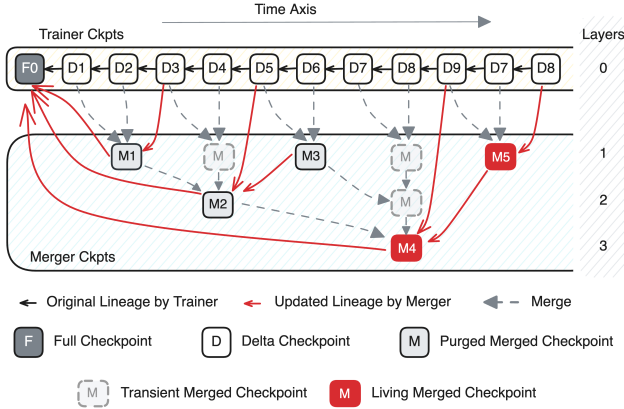 Time Axis
Trainer Ckpts
Layers
F0 D1 D2 D3 D4 D5 D6 D7 D8 D9 D7 D8 0
M1 M M3 M M5 1
M2 M 2
M4 3
Merger Ckpts
Original Lineage by Trainer Updated Lineage by Merger Merge
F Full Checkpoint D Delta Checkpoint M Purged Merged Checkpoint
M Transient Merged Checkpoint M Living Merged Checkpoint